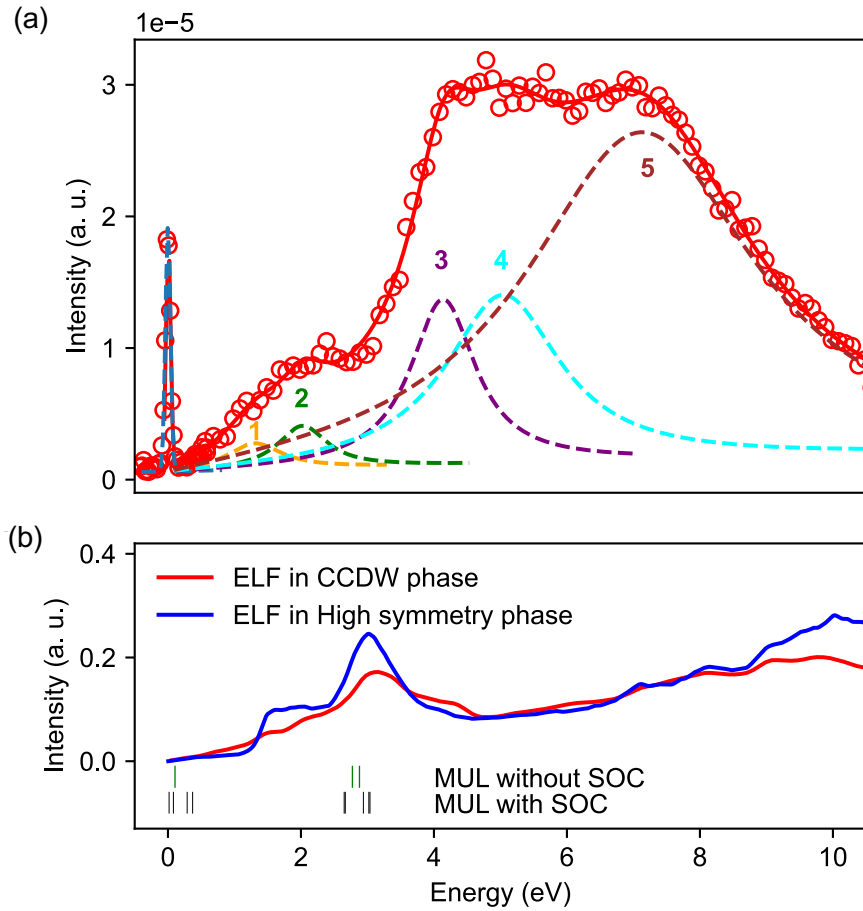 (a)
1e−5
3
2
1
0
Intensity (a. u.)
1
2
3
4
5
(b)
0.4
0.2
0.0
Intensity (a. u.)
ELF in CCDW phase
ELF in High symmetry phase
MUL without SOC
MUL with SOC
0 2 4 6 8 10
Energy (eV)